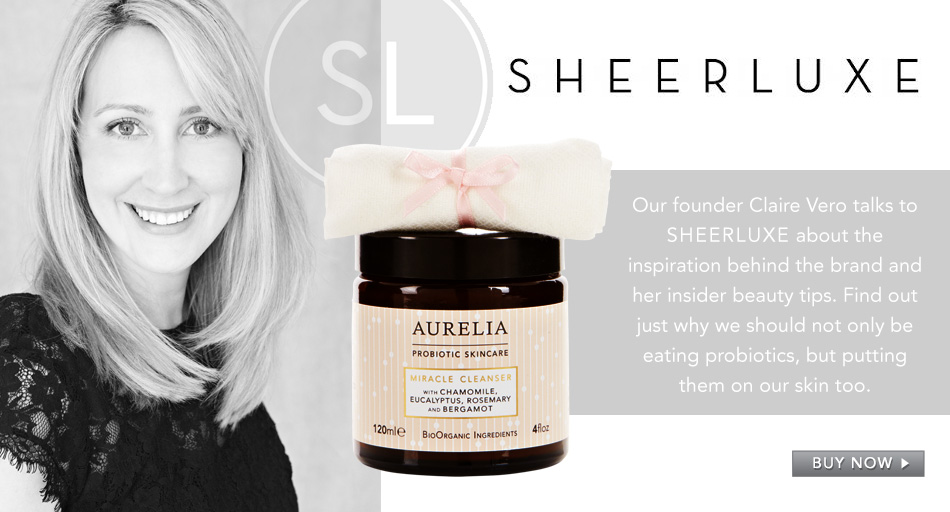 SL
SHEERLUXE
Our founder Claire Vero talks to
SHEERLUXE about the
inspiration behind the brand and
her insider beauty tips. Find out
just why we should not only be
eating probiotics, but putting
them on our skin too.
AURELIA
PROBIOTIC SKINCARE
MIRACLE CLEANSER
WITH CHAMOMILE,
EUCALYPTUS, ROSEMARY
AND BERGAMOT
120ml℮ BIOORGANIC INGREDIENTS 4floz
BUY NOW